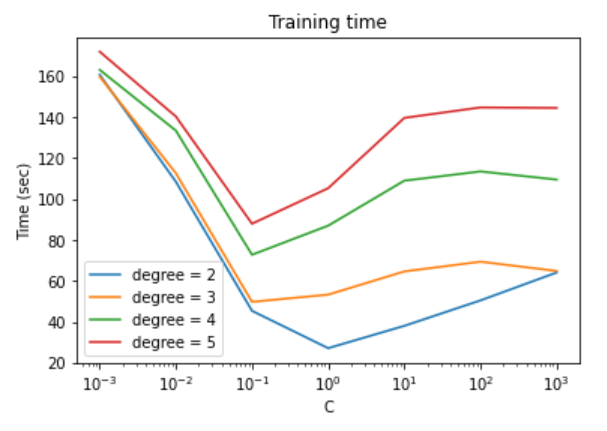 Training time
160
140
120
100
80
60
40
20
Time (sec)
degree = 2
degree = 3
degree = 4
degree = 5
10⁻³ 10⁻² 10⁻¹ 10⁰ 10¹ 10² 10³
C